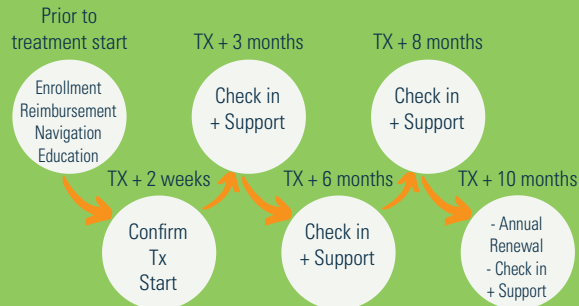 Prior to
treatment start
Enrollment
Reimbursement
Navigation
Education
TX + 2 weeks
Confirm
Tx
Start
TX + 3 months
Check in
+ Support
TX + 6 months
Check in
+ Support
TX + 8 months
Check in
+ Support
TX + 10 months
- Annual
Renewal
- Check in
+ Support